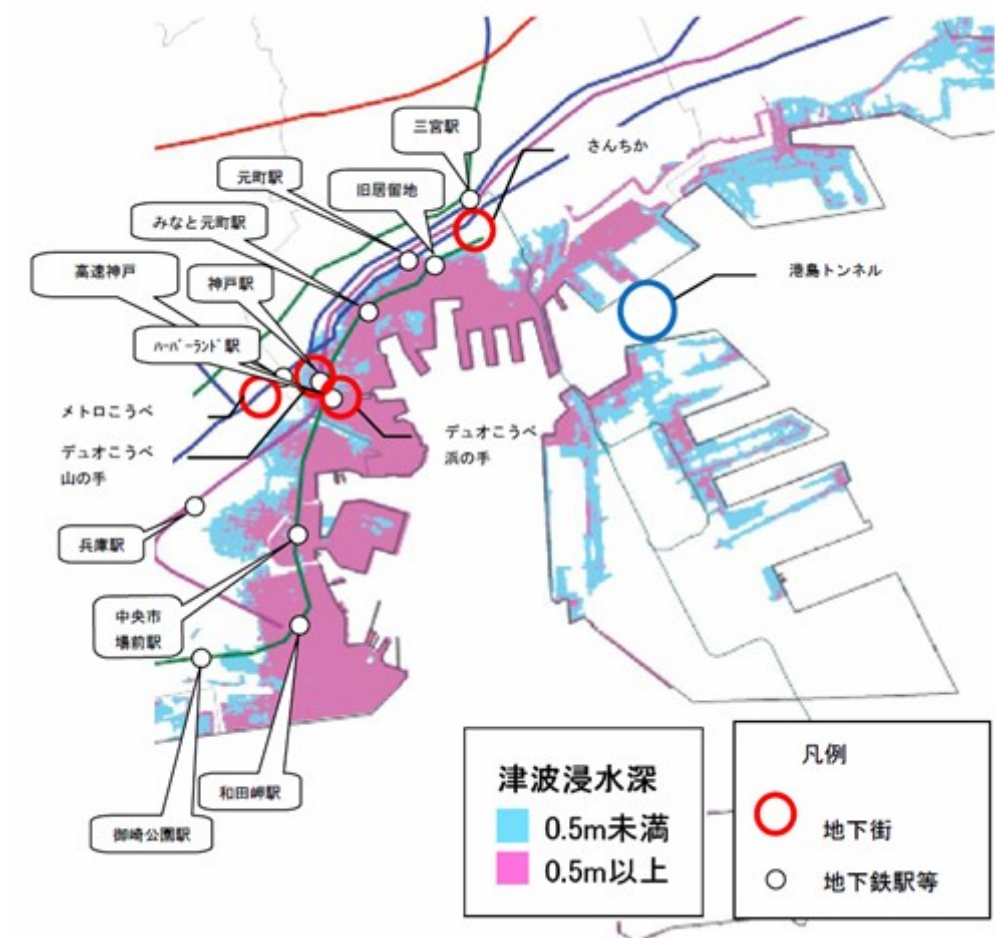 三宮駅
さんちか
元町駅
旧居留地
みなと元町駅
高速神戸
神戸駅
港島トンネル
ハーバーランド駅
メトロこうべ
デュオこうべ
山の手
デュオこうべ
浜の手
兵庫駅
中央市
場前駅
和田岬駅
御崎公園駅
津波浸水深
0.5m未満
0.5m以上
凡例
地下街
地下鉄駅等